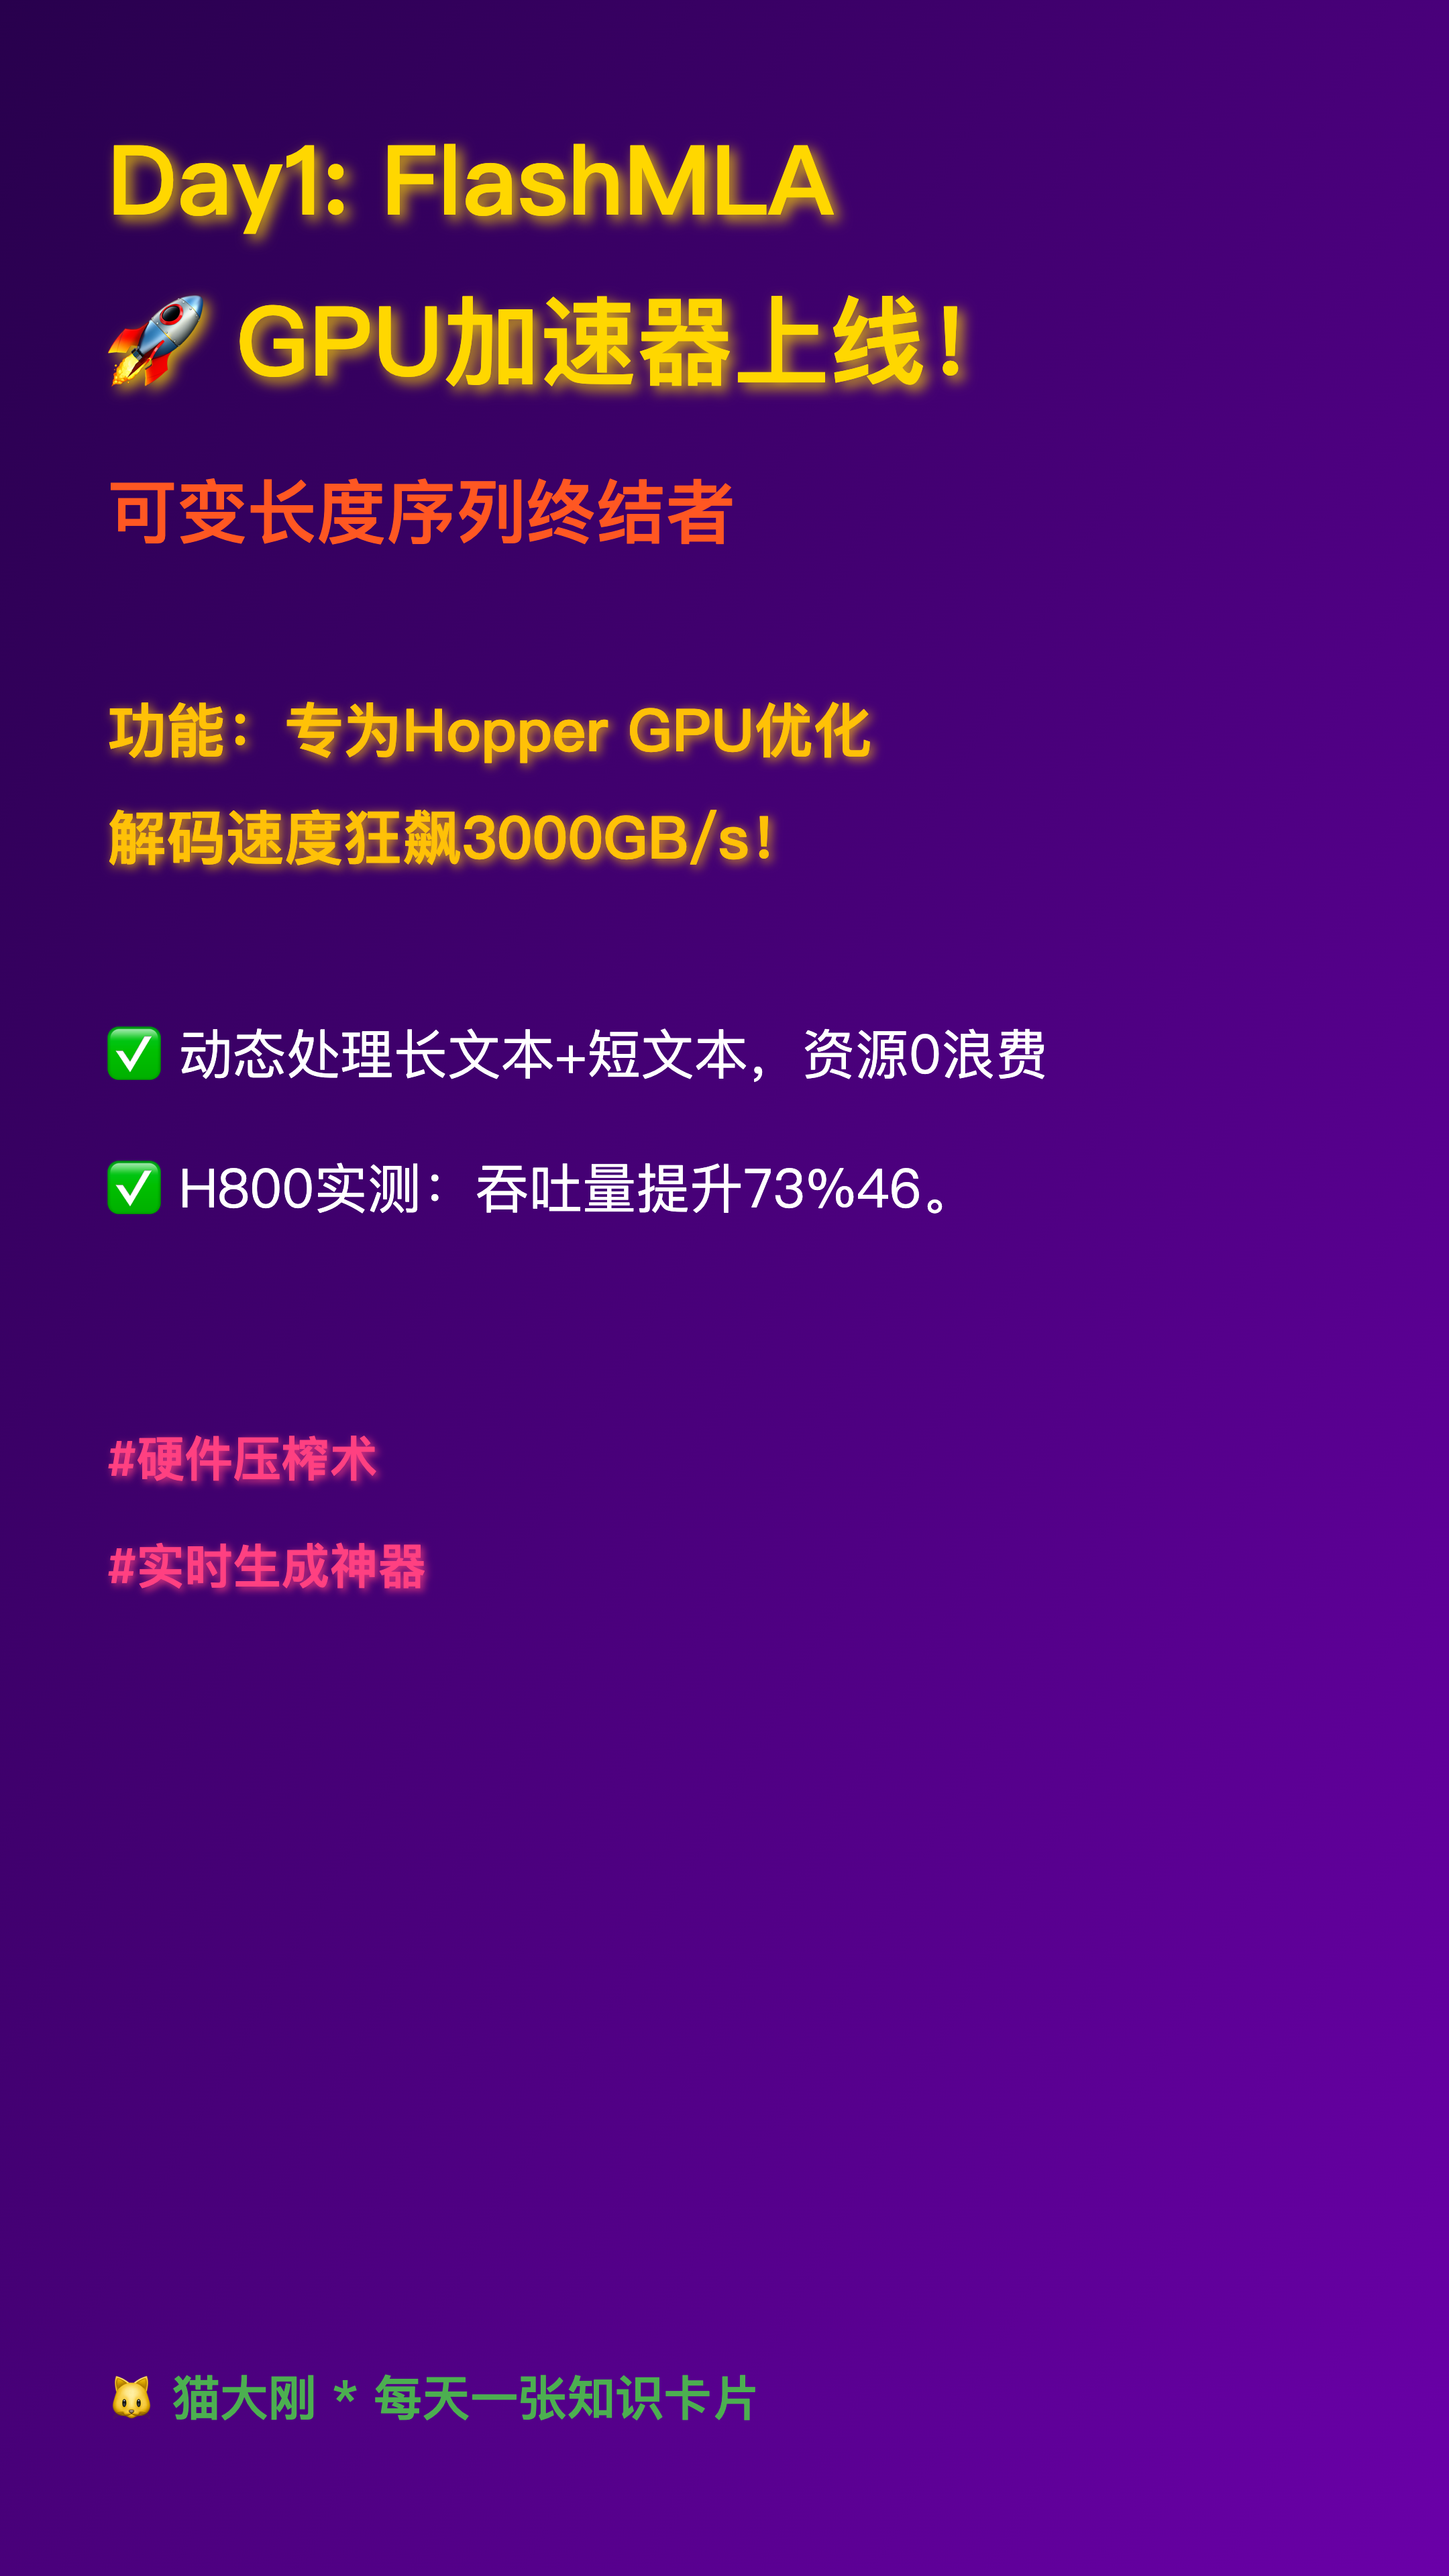 Day1: FlashMLA
🚀 GPU加速器上线！
可变长度序列终结者
功能：专为Hopper GPU优化
解码速度狂飙3000GB/s！
✅ 动态处理长文本+短文本，资源0浪费
✅ H800实测：吞吐量提升73%46。
#硬件压榨术
#实时生成神器
🐱 猫大刚 * 每天一张知识卡片